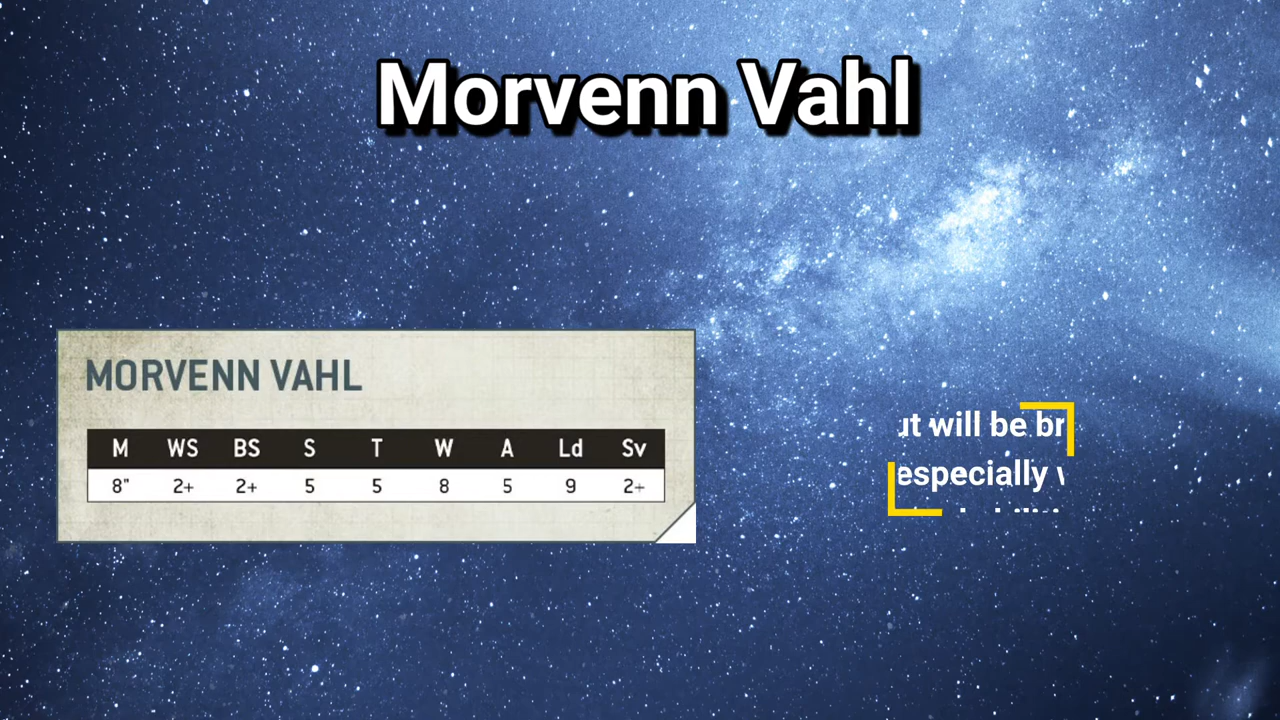 Morvenn Vahl
MORVENN VAHL
M WS BS S T W A Ld Sv
8" 2+ 2+ 5 5 8 5 9 2+
will be
especially